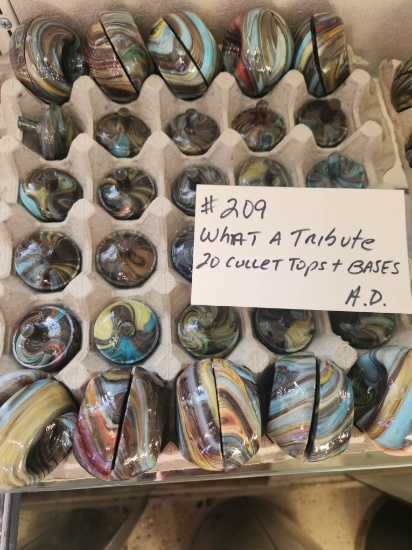 #209
WHAT A Tribute
20 CULLET TOPS + BASES
A.D.